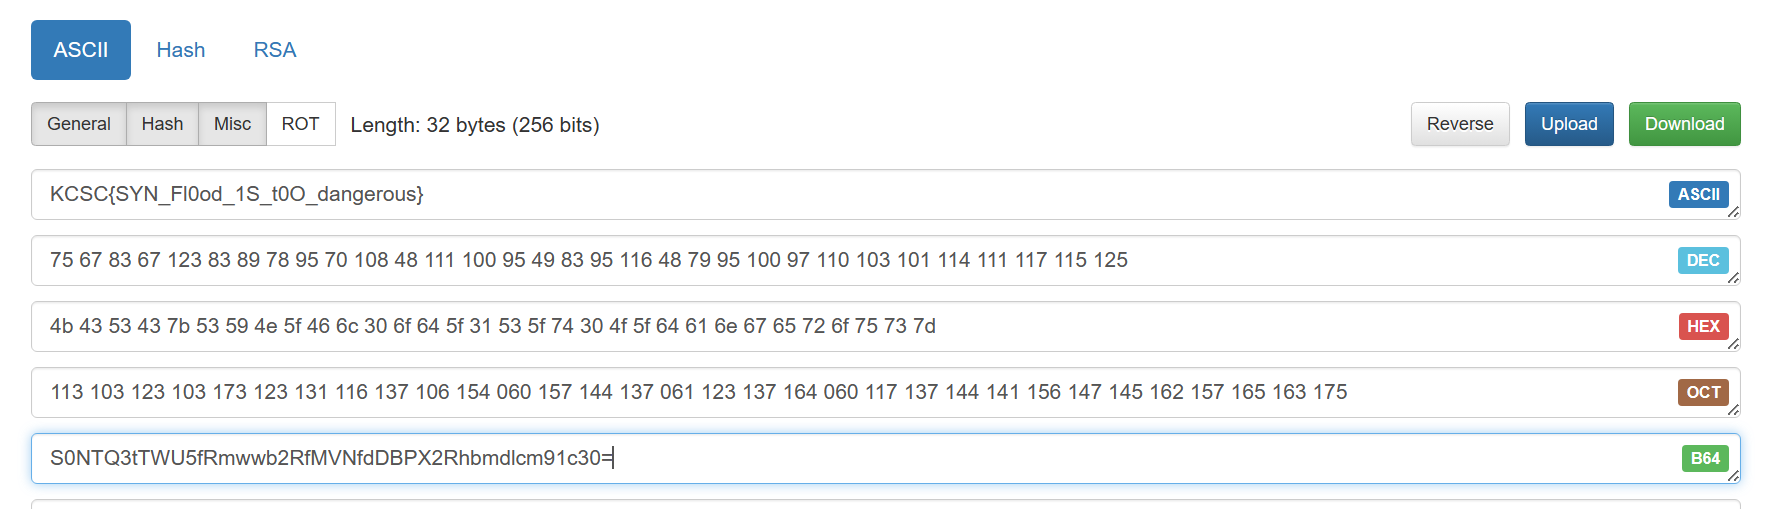 ASCII Hash RSA
General Hash Misc ROT Length: 32 bytes (256 bits) Reverse Upload Download
KCSC{SYN_Fl0od_1S_t0O_dangerous} ASCII
75 67 83 67 123 83 89 78 95 70 108 48 111 100 95 49 83 95 116 48 79 95 100 97 110 103 101 114 111 117 115 125 DEC
4b 43 53 43 7b 53 59 4e 5f 46 6c 30 6f 64 5f 31 53 5f 74 30 4f 5f 64 61 6e 67 65 72 6f 75 73 7d HEX
113 103 123 103 173 123 131 116 137 106 154 060 157 144 137 061 123 137 164 060 117 137 144 141 156 147 145 162 157 165 163 175 OCT
S0NTQ3tTWU5fRmwwb2RfMVNfdDBPX2Rhbmdlcm91c30= B64